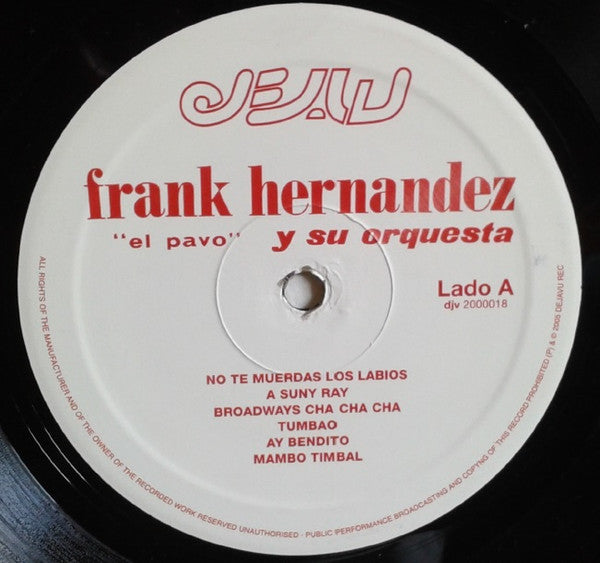 DEJAVU
frank hernandez
"el pavo" y su orquesta
Lado A
djv 2000018
NO TE MUERDAS LOS LABIOS
A SUNY RAY
BROADWAYS CHA CHA CHA
TUMBAO
AY BENDITO
MAMBO TIMBAL
ALL RIGHTS OF THE MANUFACTURER AND OF THE OWNER OF THE RECORDED WORK RESERVED UNAUTHORISED · PUBLIC PERFORMANCE BROADCASTING AND COPYNG OF THIS RECORD PROHIBITED (P) & © 2005 DEJAVU REC